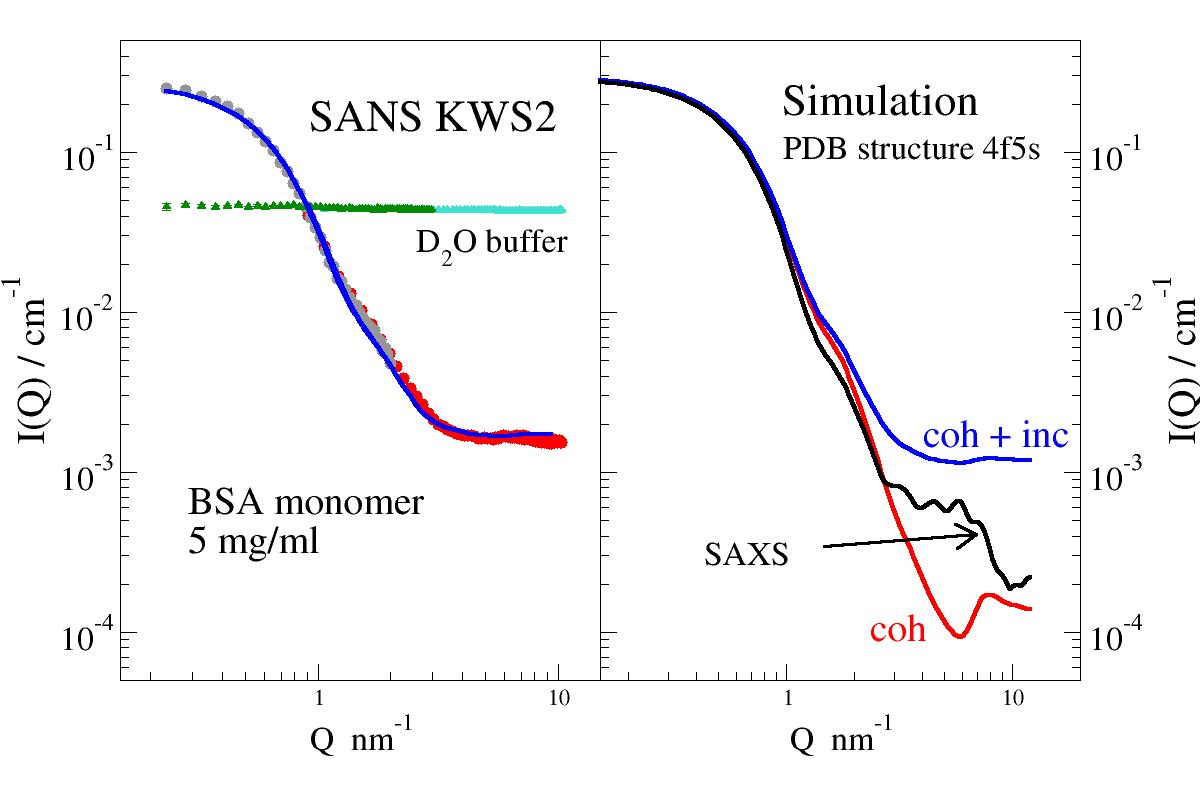 SANS KWS2
D₂O buffer
BSA monomer
5 mg/ml
I(Q) / cm⁻¹
10⁻¹
10⁻²
10⁻³
10⁻⁴
1
10
Q nm⁻¹
Simulation
PDB structure 4f5s
coh + inc
SAXS
coh
10⁻¹
10⁻²
10⁻³
10⁻⁴
I(Q) / cm⁻¹
1
10
Q nm⁻¹